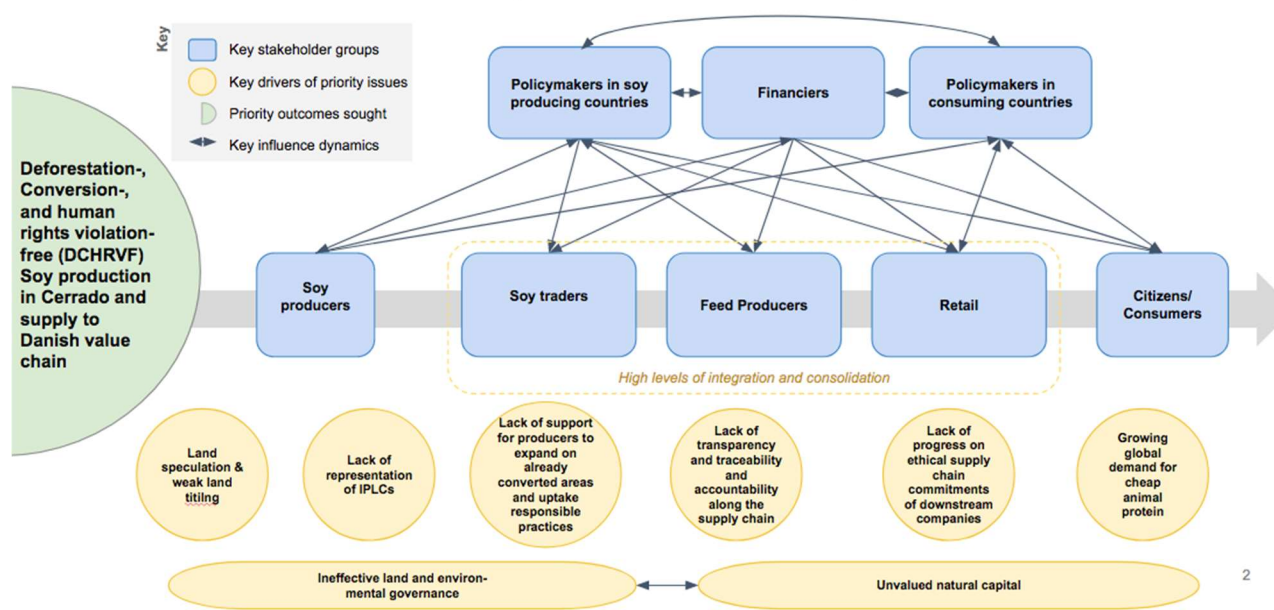 Key
Key stakeholder groups
Key drivers of priority issues
Priority outcomes sought
Key influence dynamics
Policymakers in soy
producing countries
Financiers
Policymakers in
consuming countries
Deforestation-,
Conversion-,
and human
rights violation-
free (DCHRVF)
Soy production
in Cerrado and
supply to
Danish value
chain
Soy
producers
Soy traders
Feed Producers
Retail
Citizens/
Consumers
High levels of integration and consolidation
Land
speculation &
weak land
titilng
Lack of
representation
of IPLCs
Lack of support
for producers to
expand on
already
converted areas
and uptake
responsible
practices
Lack of
transparency
and traceability
and
accountability
along the
supply chain
Lack of
progress on
ethical supply
chain
commitments
of downstream
companies
Growing
global
demand for
cheap
animal
protein
Ineffective land and environ-
mental governance
Unvalued natural capital
2